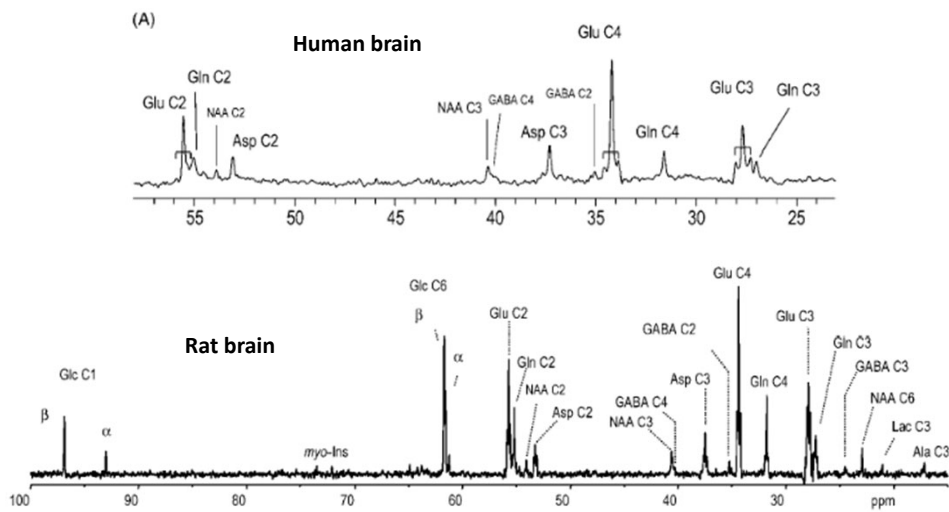 (A)
Human brain
Glu C4
Gln C2
Glu C2
NAA C2
Asp C2
NAA C3
GABA C4
GABA C2
Asp C3
Gln C4
Glu C3
Gln C3
55 50 45 40 35 30 25
Rat brain
Glc C1
β
α
myo-Ins
Glc C6
β
α
Glu C2
Gln C2
NAA C2
Asp C2
GABA C2
Asp C3
GABA C4
NAA C3
Glu C4
Gln C4
Glu C3
Gln C3
GABA C3
NAA C6
Lac C3
Ala C3
100 90 80 70 60 50 40 30 ppm